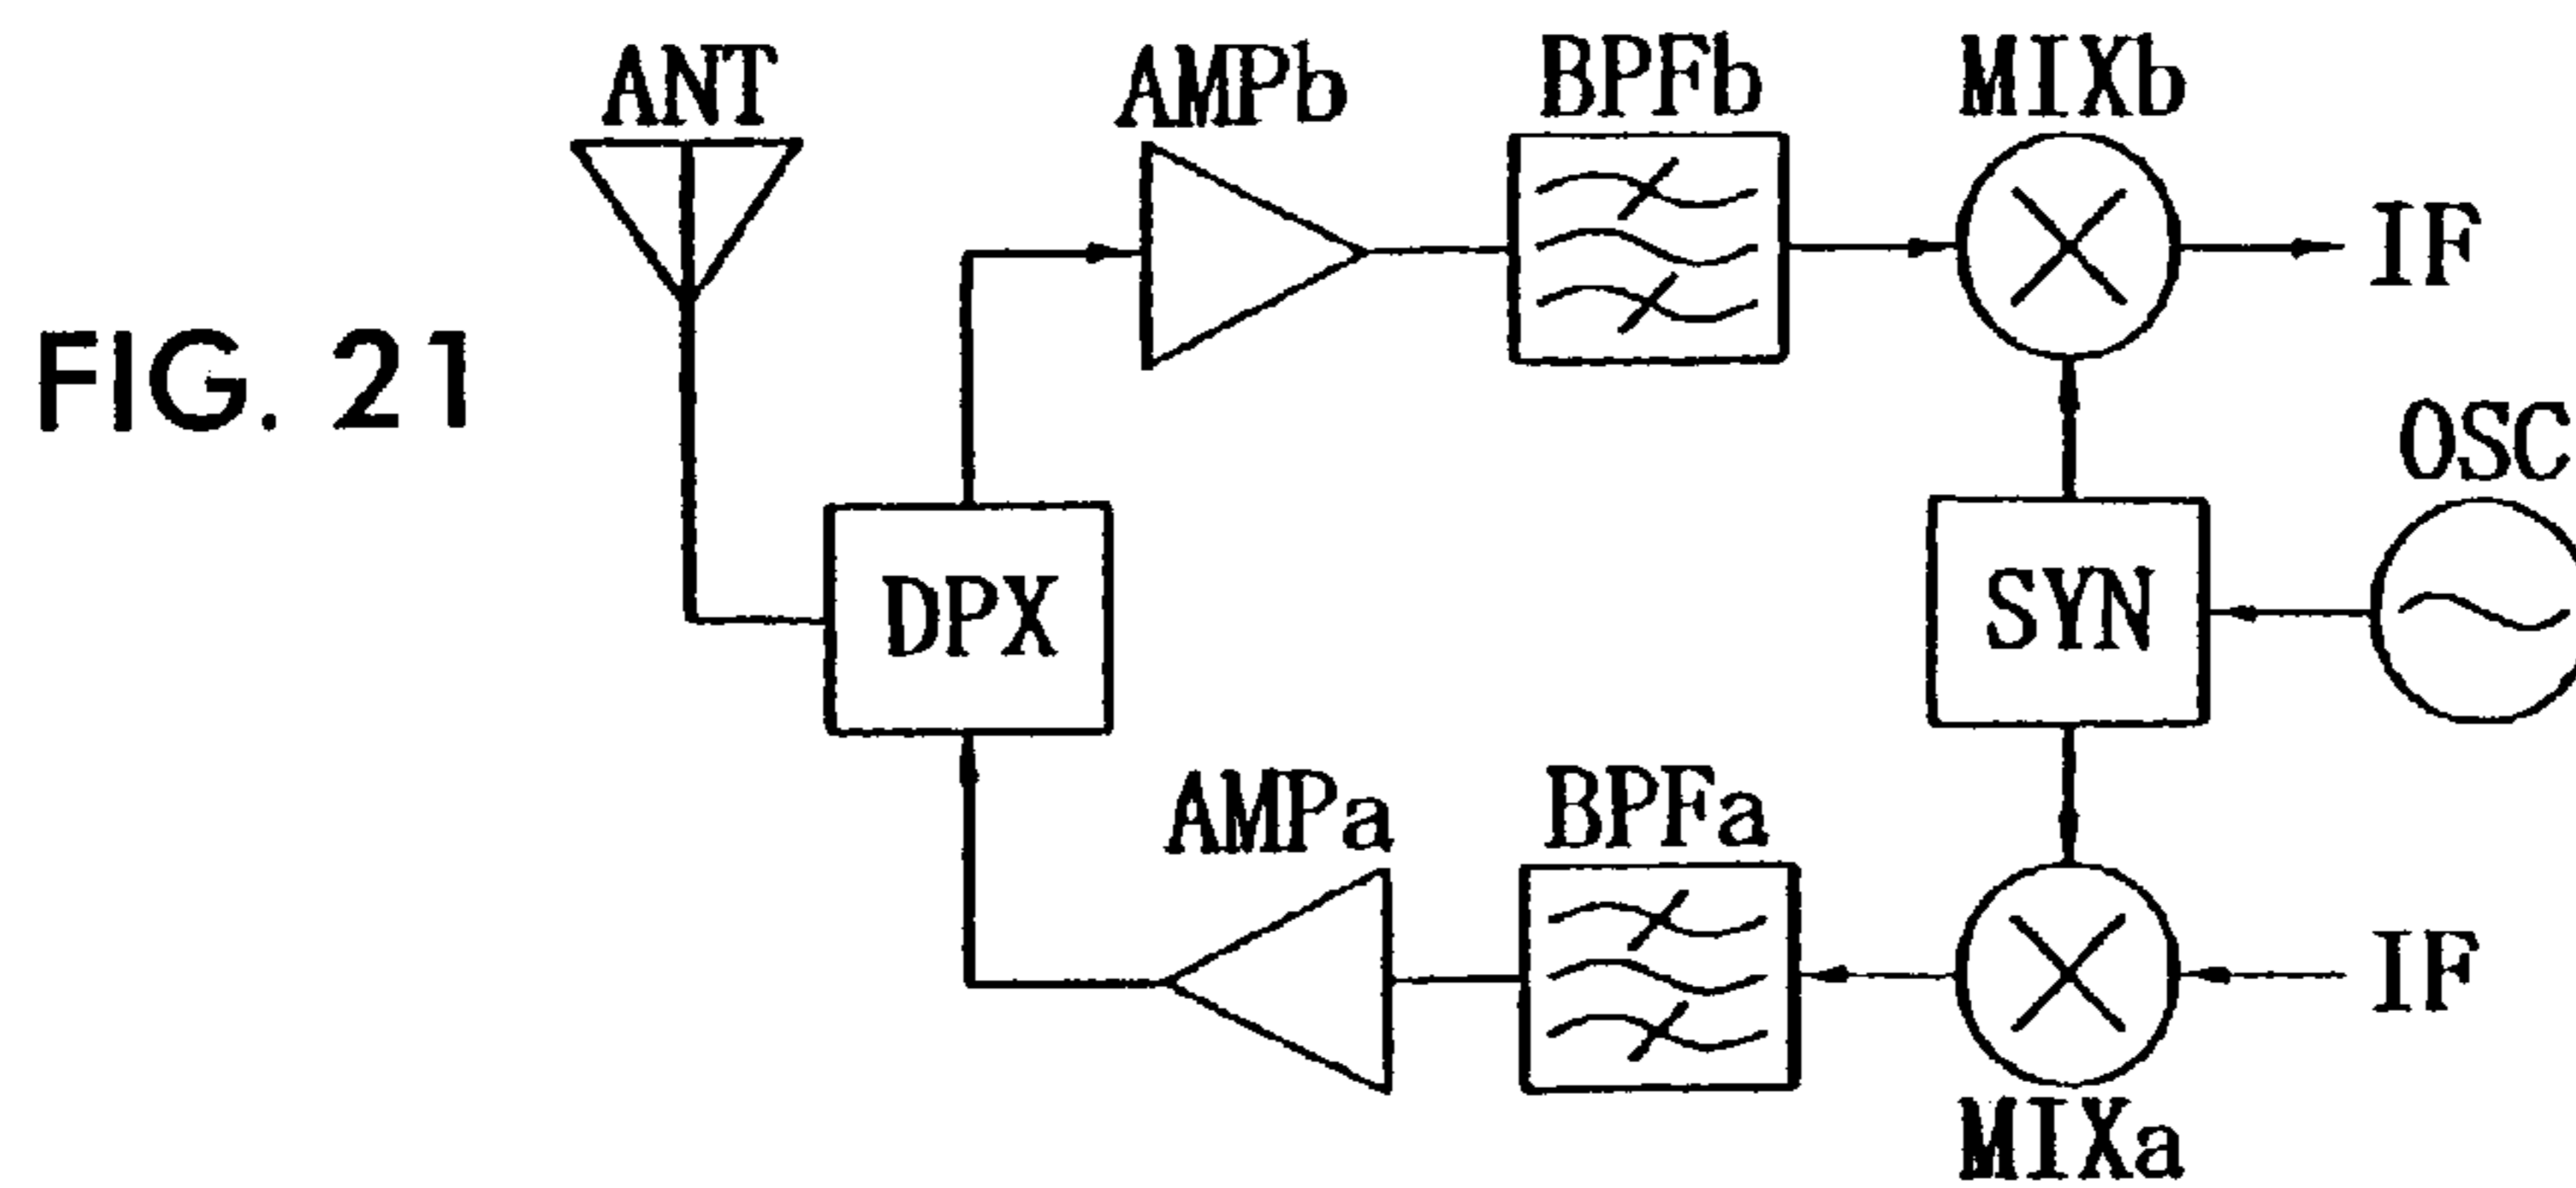 FIG. 21
ANT
AMPb
BPFb
MIXb
IF
OSC
DPX
SYN
AMPa
BPFa
IF
MIXa